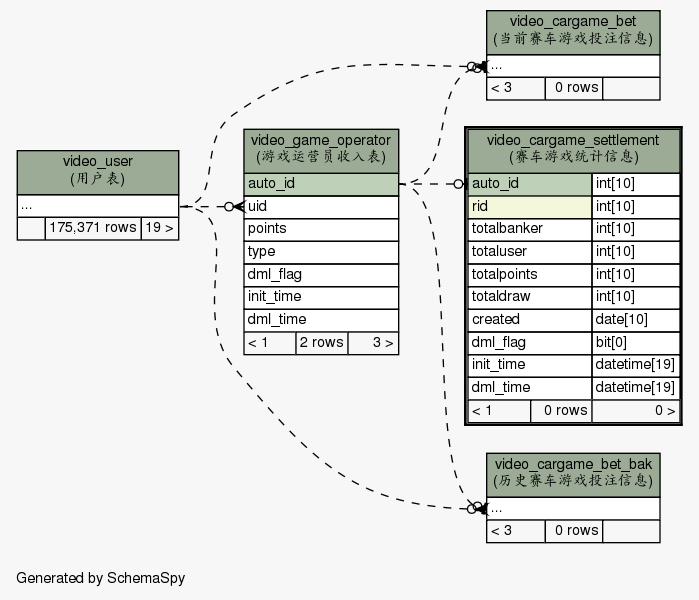 video_cargame_bet
(当前赛车游戏投注信息)
...
< 3 0 rows
video_user
(用户表)
...
175,371 rows 19 >
video_game_operator
(游戏运营员收入表)
auto_id
uid
points
type
dml_flag
init_time
dml_time
< 1 2 rows 3 >
video_cargame_settlement
(赛车游戏统计信息)
auto_id int[10]
rid int[10]
totalbanker int[10]
totaluser int[10]
totalpoints int[10]
totaldraw int[10]
created date[10]
dml_flag bit[0]
init_time datetime[19]
dml_time datetime[19]
< 1 0 rows 0 >
video_cargame_bet_bak
(历史赛车游戏投注信息)
...
< 3 0 rows
Generated by SchemaSpy